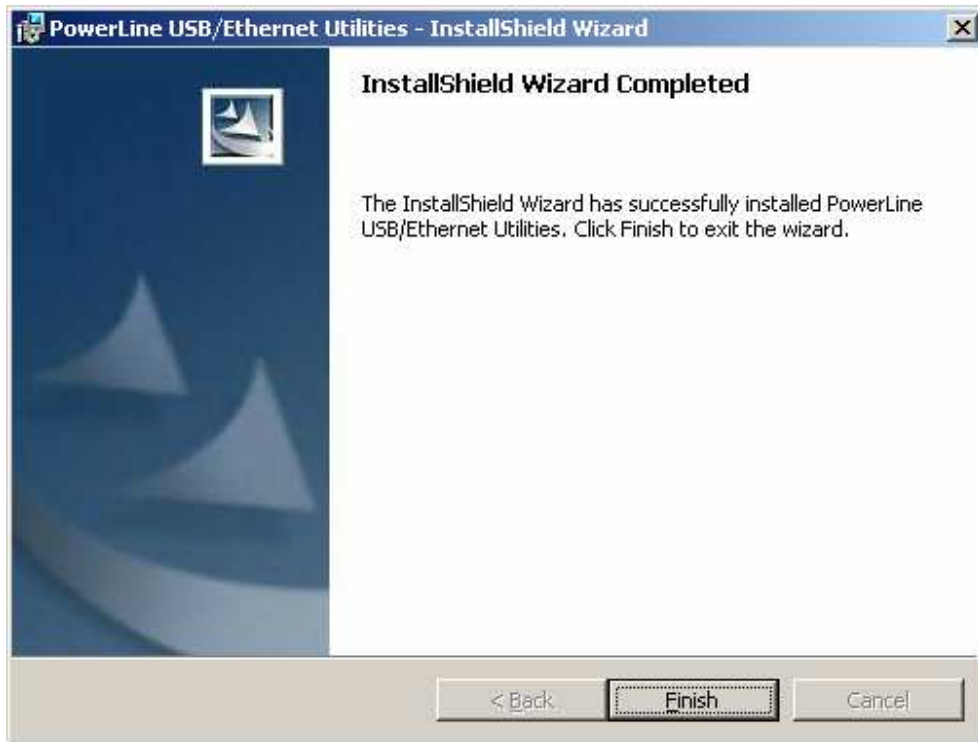 PowerLine USB/Ethernet Utilities - InstallShield Wizard
InstallShield Wizard Completed
The InstallShield Wizard has successfully installed PowerLine
USB/Ethernet Utilities. Click Finish to exit the wizard.
< Back
Finish
Cancel